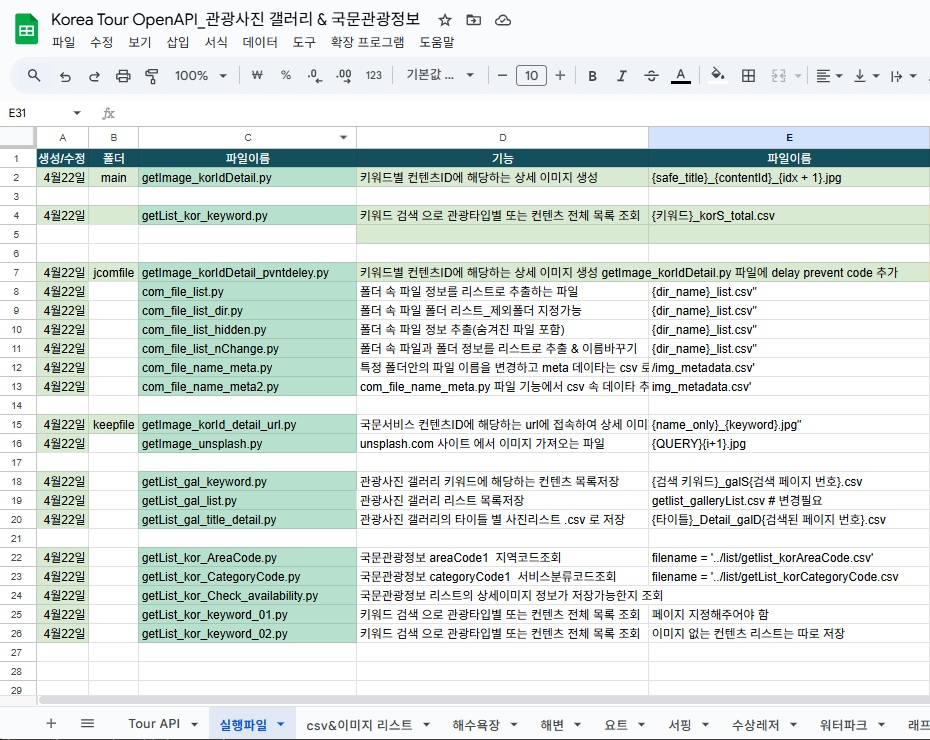 Korea Tour OpenAPI_관광사진 갤러리 & 국문관광정보
파일 수정 보기 삽입 서식 데이터 도구 확장 프로그램 도움말
100% ₩ % .0 .00 123 기본값 ... 10 B I S A
E31 fx
A B C D E
1 생성/수정 폴더 파일이름 기능 파일이름
2 4월22일 main getImage_korIdDetail.py 키워드별 컨텐츠ID에 해당하는 상세 이미지 생성 {safe_title}_{contentId}_{idx + 1}.jpg
3
4 4월22일 getList_kor_keyword.py 키워드 검색 으로 관광타입별 또는 컨텐츠 전체 목록 조회 {키워드}_korS_total.csv
5
6
7 4월22일 jcomfile getImage_korIdDetail_pvntdeley.py 키워드별 컨텐츠ID에 해당하는 상세 이미지 생성 getImage_korIdDetail.py 파일에 delay prevent code 추가
8 4월22일 com_file_list.py 폴더 속 파일 정보를 리스트로 추출하는 파일 {dir_name}_list.csv"
9 4월22일 com_file_list_dir.py 폴더 속 파일 폴더 리스트_제외폴더 지정가능 {dir_name}_list.csv"
10 4월22일 com_file_list_hidden.py 폴더 속 파일 정보 추출(숨겨진 파일 포함) {dir_name}_list.csv"
11 4월22일 com_file_list_nChange.py 폴더 속 파일과 폴더 정보를 리스트로 추출 & 이름바꾸기 {dir_name}_list.csv"
12 4월22일 com_file_name_meta.py 특정 폴더안의 파일 이름을 변경하고 meta 데이타는 csv 로 /img_metadata.csv'
13 4월22일 com_file_name_meta2.py com_file_name_meta.py 파일 기능에서 csv 속 데이타 추 img_metadata.csv'
14
15 4월22일 keepfile getImage_korId_detail_url.py 국문서비스 컨텐츠ID에 해당하는 url에 접속하여 상세 이미 {name_only}_{keyword}.jpg"
16 4월22일 getImage_unsplash.py unsplash.com 사이트 에서 이미지 가져오는 파일 {QUERY}{i+1}.jpg
17
18 4월22일 getList_gal_keyword.py 관광사진 갤러리 키워드에 해당하는 컨텐츠 목록저장 {검색 키워드}_galS{검색 페이지 번호}.csv
19 4월22일 getList_gal_list.py 관광사진 갤러리 리스트 목록저장 getlist_galleryList.csv # 변경필요
20 4월22일 getList_gal_title_detail.py 관광사진 갤러리의 타이틀 별 사진리스트 .csv 로 저장 {타이틀}_Detail_galD{검색된 페이지 번호}.csv
21
22 4월22일 getList_kor_AreaCode.py 국문관광정보 areaCode1 지역코드조회 filename = '../list/getlist_korAreaCode.csv'
23 4월22일 getList_kor_CategoryCode.py 국문관광정보 categoryCode1 서비스분류코드조회 filename = '../list/getList_korCategoryCode.csv
24 4월22일 getList_kor_Check_availability.py 국문관광정보 리스트의 상세이미지 정보가 저장가능한지 조회
25 4월22일 getList_kor_keyword_01.py 키워드 검색 으로 관광타입별 또는 컨텐츠 전체 목록 조회 페이지 지정해주어야 함
26 4월22일 getList_kor_keyword_02.py 키워드 검색 으로 관광타입별 또는 컨텐츠 전체 목록 조회 이미지 없는 컨텐츠 리스트는 따로 저장
27
28
29
Tour API 실행파일 csv&이미지 리스트 해수욕장 해변 요트 서핑 수상레저 워터파크 래프